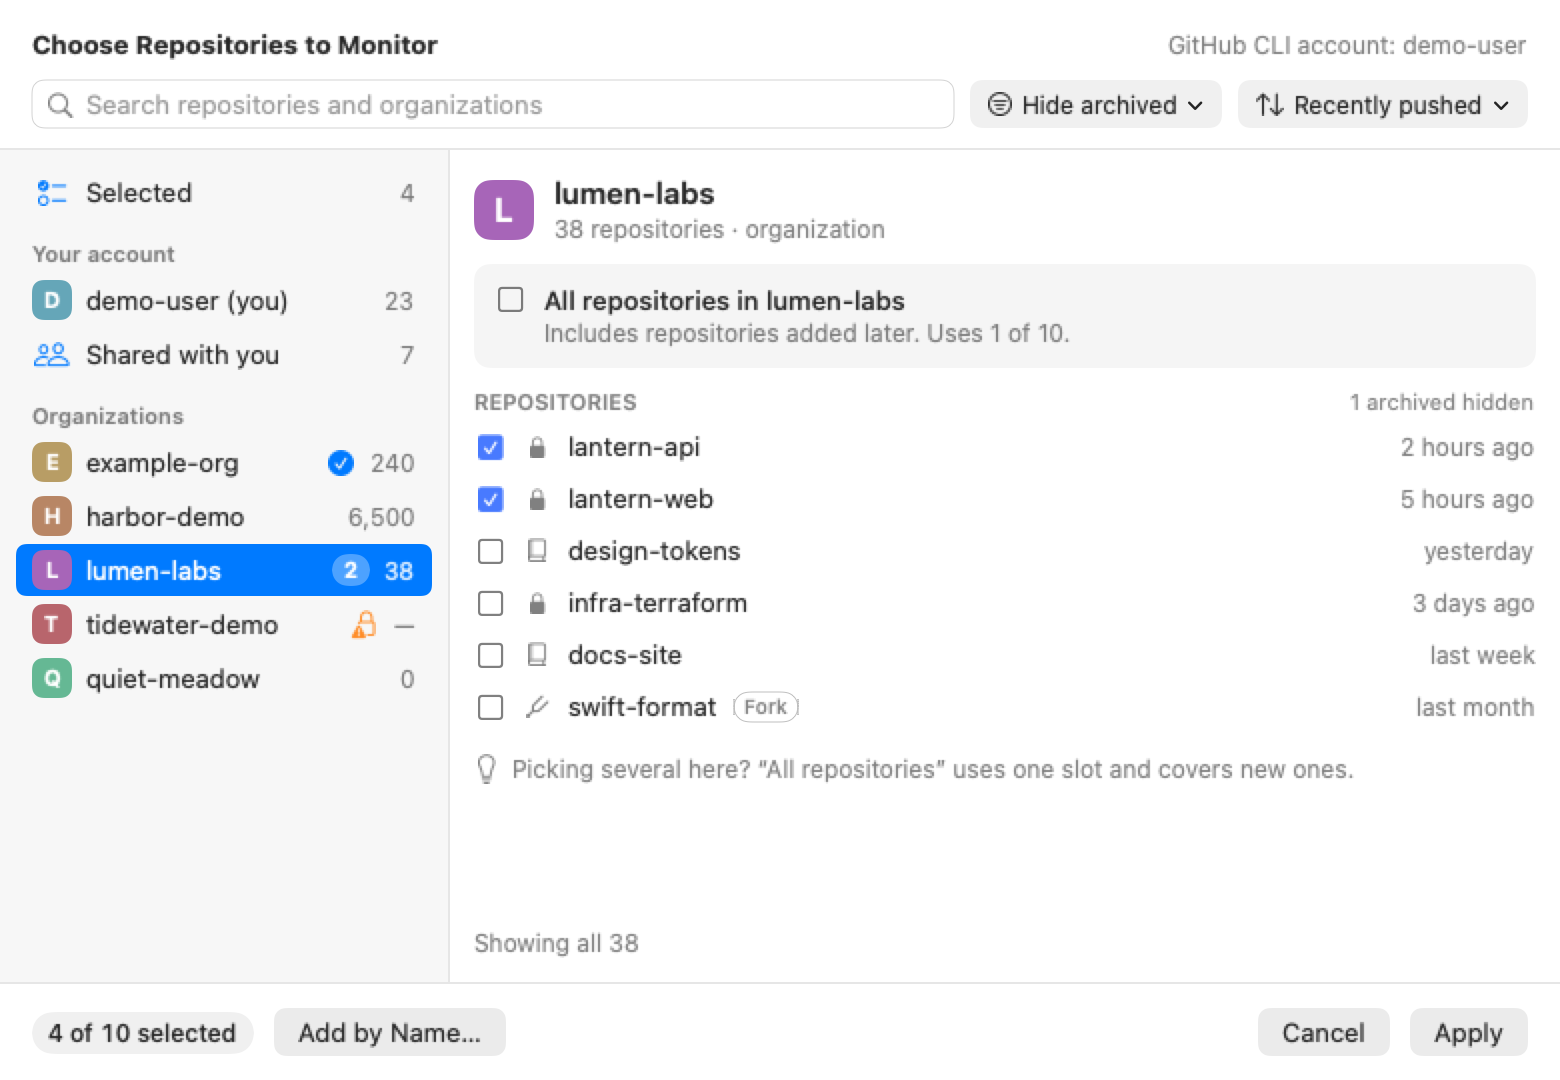 Choose Repositories to Monitor
GitHub CLI account: demo-user
Search repositories and organizations
Hide archived
Recently pushed
Selected 4
Your account
D demo-user (you) 23
Shared with you 7
Organizations
E example-org 240
H harbor-demo 6,500
L lumen-labs 2 38
T tidewater-demo —
Q quiet-meadow 0
L lumen-labs
38 repositories · organization
All repositories in lumen-labs
Includes repositories added later. Uses 1 of 10.
REPOSITORIES 1 archived hidden
lantern-api 2 hours ago
lantern-web 5 hours ago
design-tokens yesterday
infra-terraform 3 days ago
docs-site last week
swift-format Fork last month
Picking several here? “All repositories” uses one slot and covers new ones.
Showing all 38
4 of 10 selected
Add by Name...
Cancel
Apply